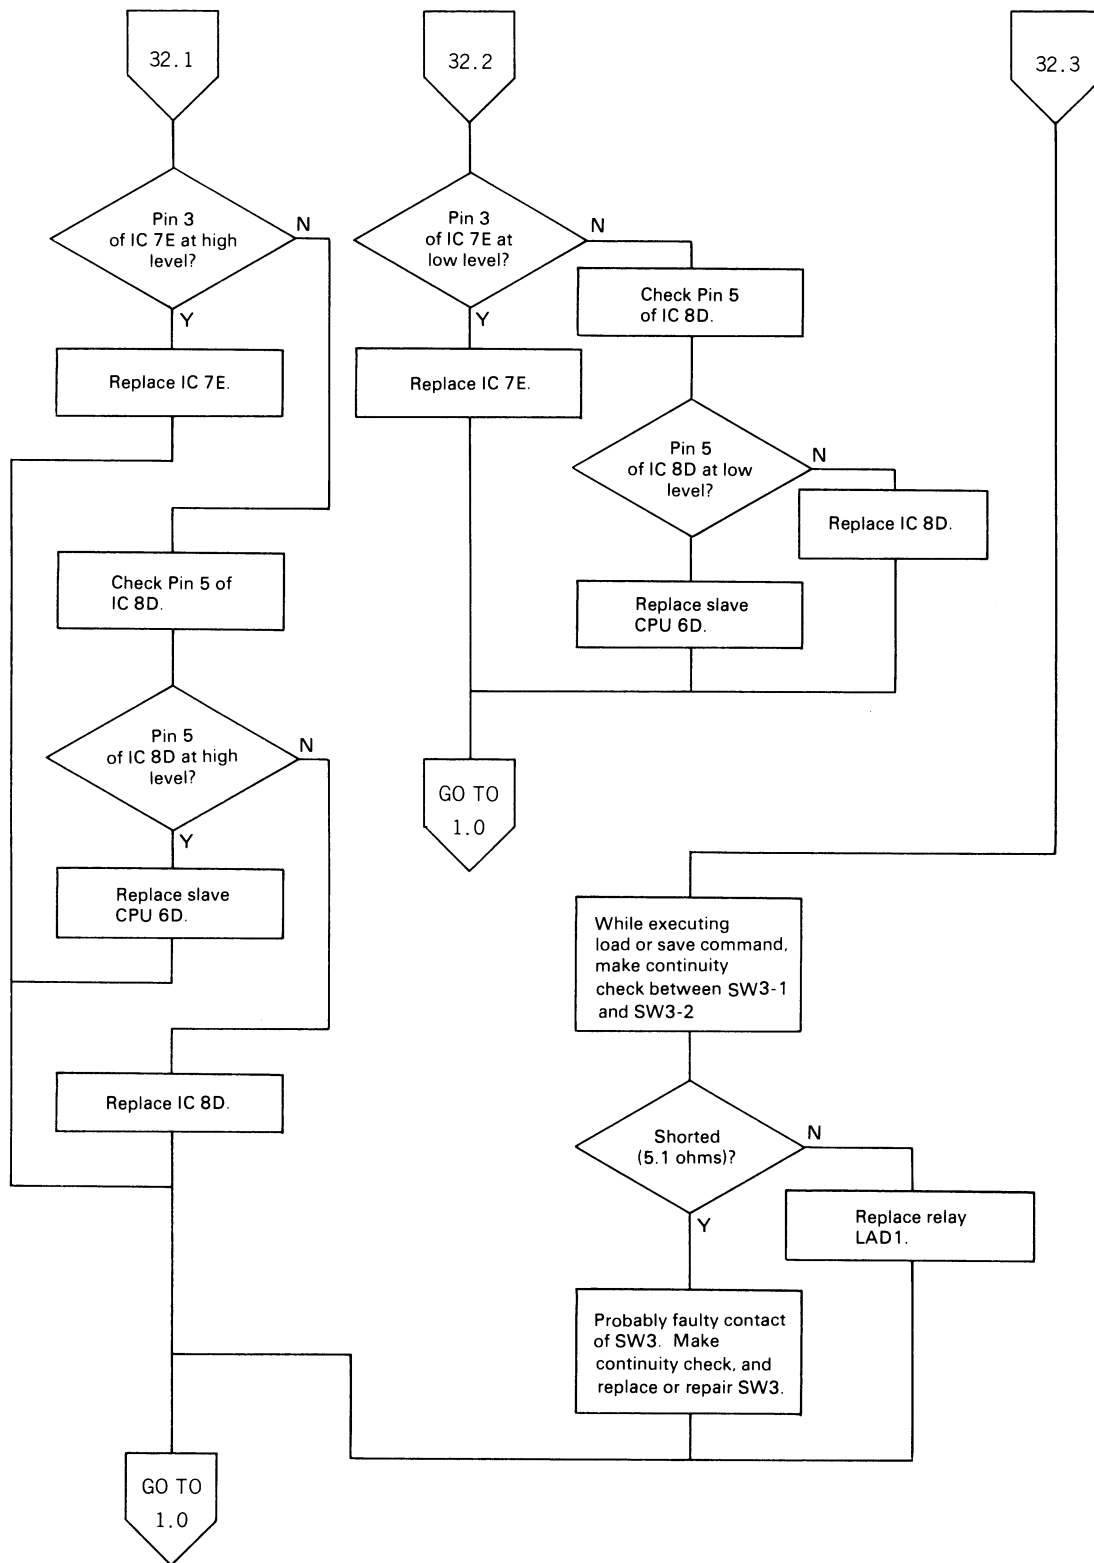 32.1
Pin 3
of IC 7E at high
level?
N
Y
Replace IC 7E.
Check Pin 5 of
IC 8D.
Pin 5
of IC 8D at high
level?
N
Y
Replace slave
CPU 6D.
Replace IC 8D.
GO TO
1.0
32.2
Pin 3
of IC 7E at
low level?
N
Y
Replace IC 7E.
Check Pin 5
of IC 8D.
Pin 5
of IC 8D at low
level?
N
Replace IC 8D.
Replace slave
CPU 6D.
GO TO
1.0
32.3
While executing
load or save command,
make continuity
check between SW3-1
and SW3-2
Shorted
(5.1 ohms)?
N
Y
Replace relay
LAD1.
Probably faulty contact
of SW3. Make
continuity check, and
replace or repair SW3.